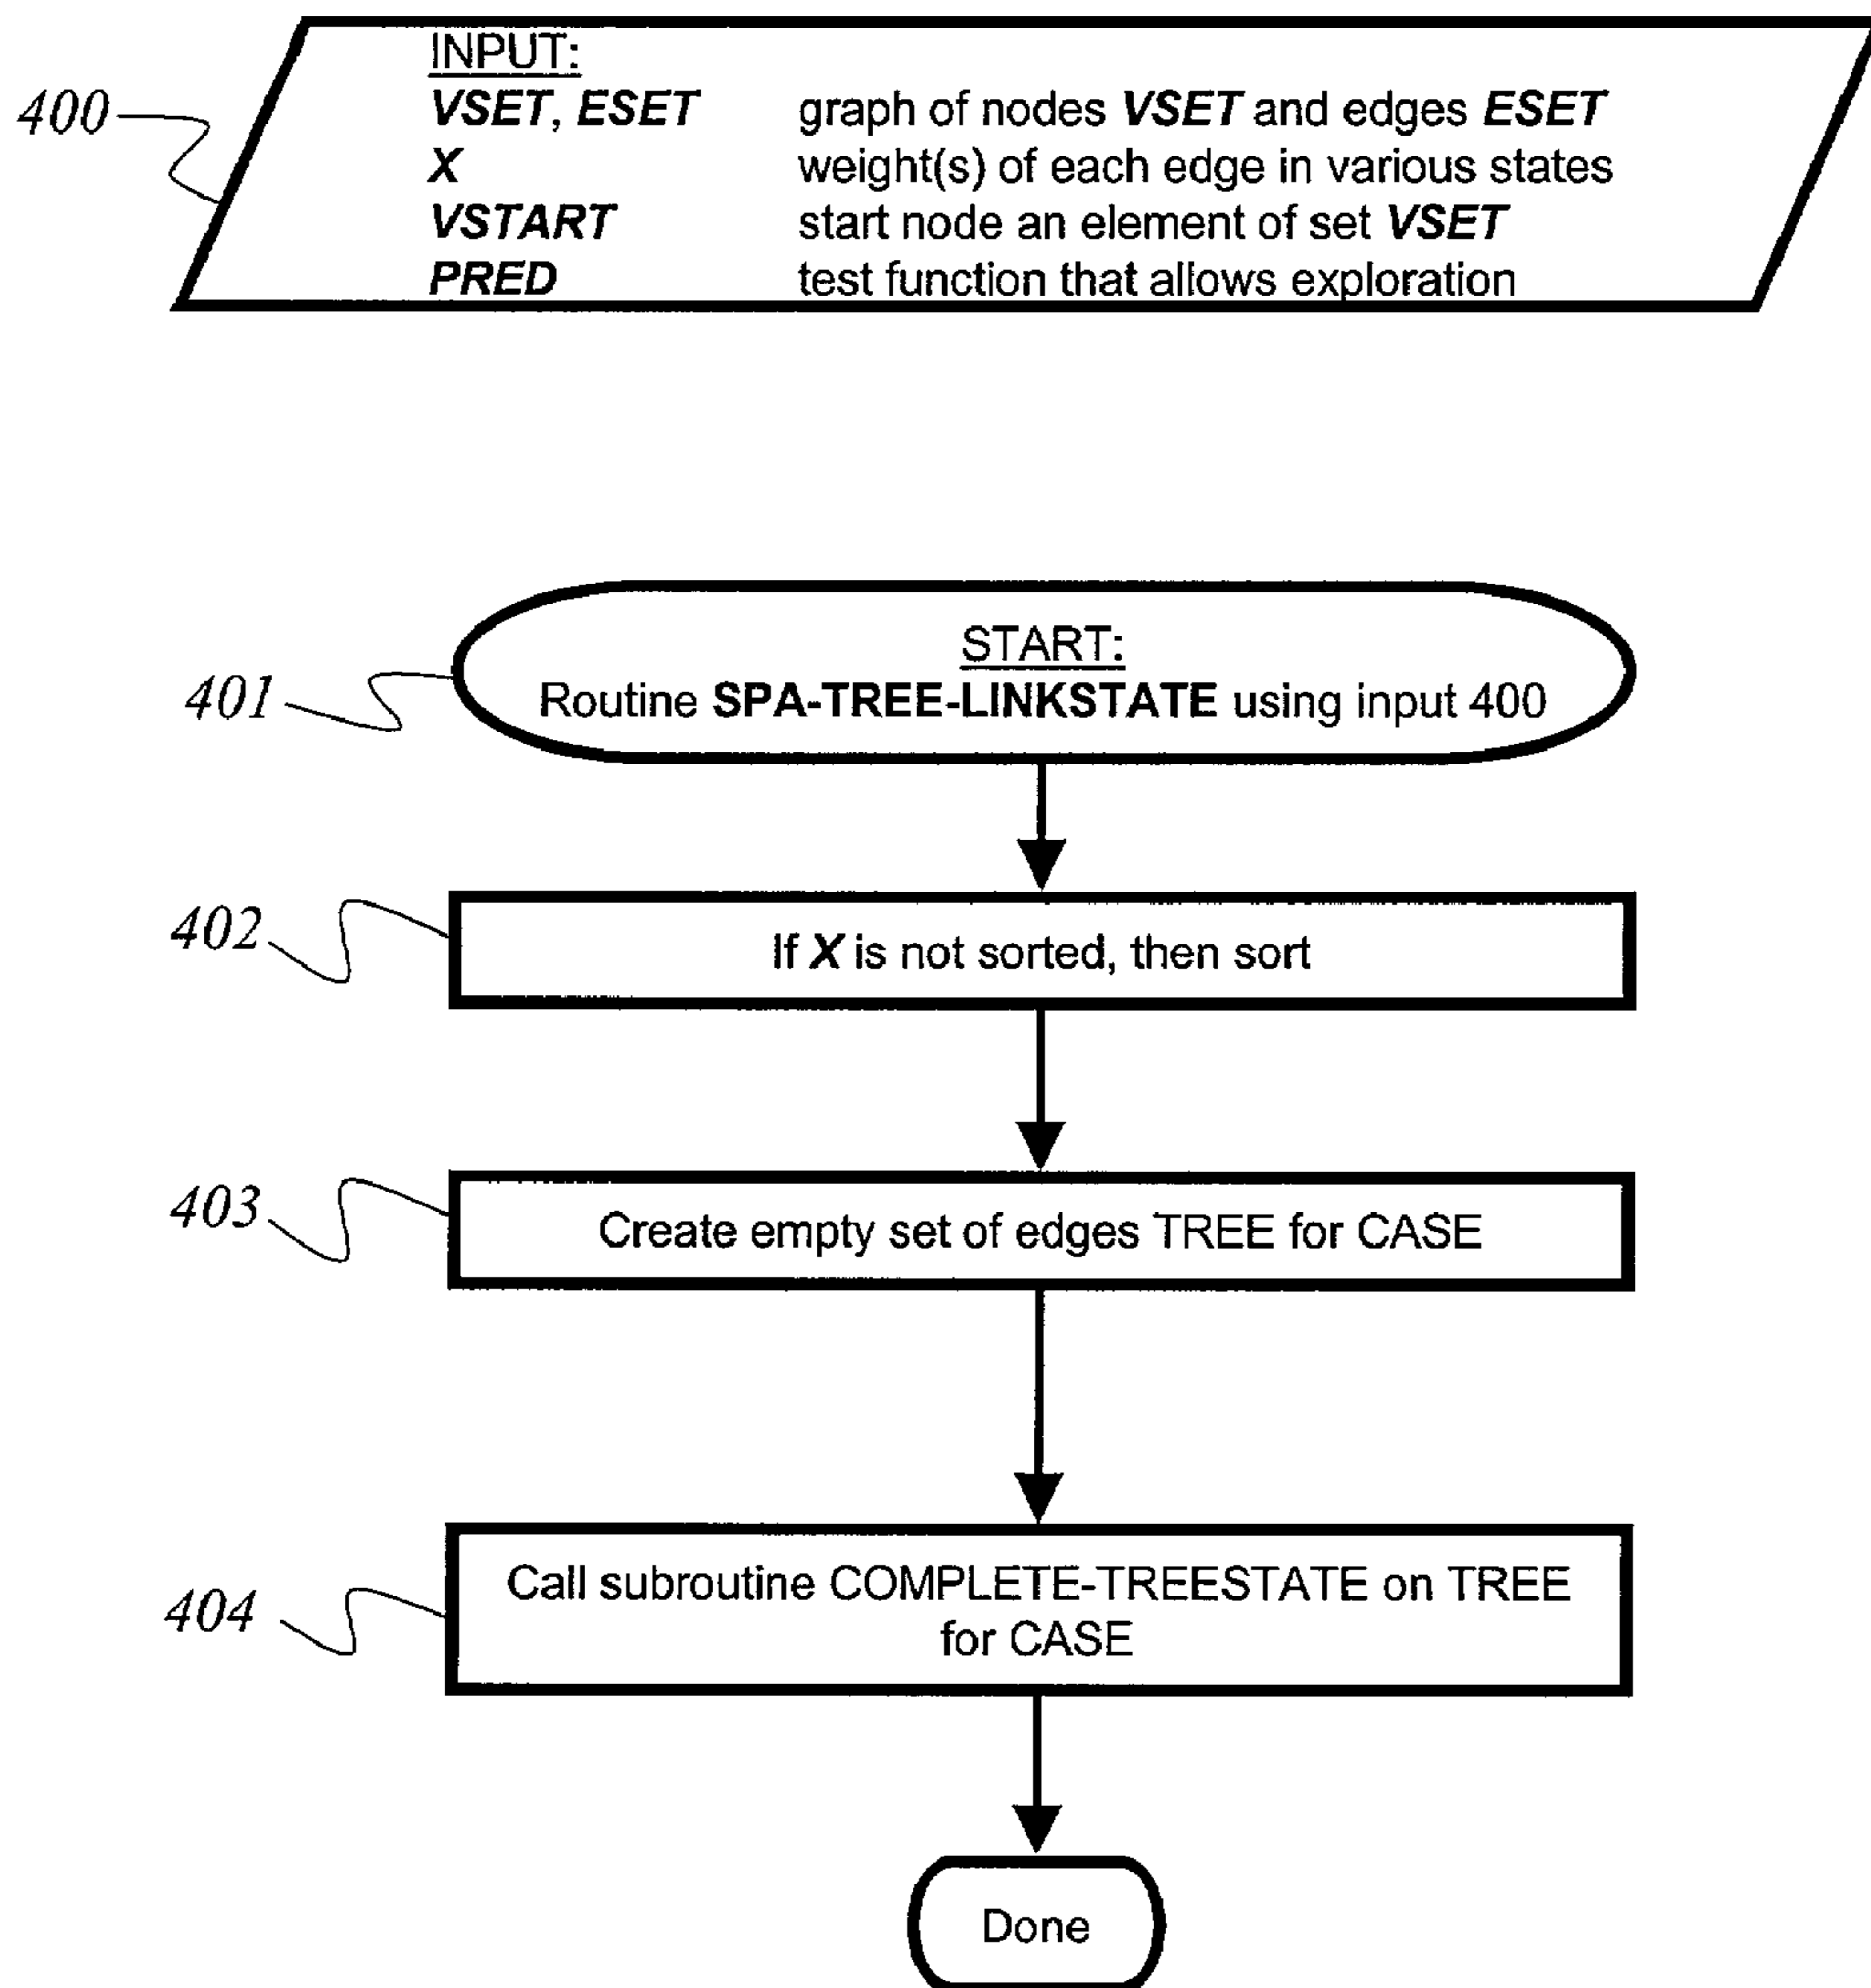 INPUT:
400
VSET, ESET graph of nodes VSET and edges ESET
X weight(s) of each edge in various states
VSTART start node an element of set VSET
PRED test function that allows exploration
START:
401
Routine SPA-TREE-LINKSTATE using input 400
402
If X is not sorted, then sort
403
Create empty set of edges TREE for CASE
404
Call subroutine COMPLETE-TREESTATE on TREE
for CASE
Done